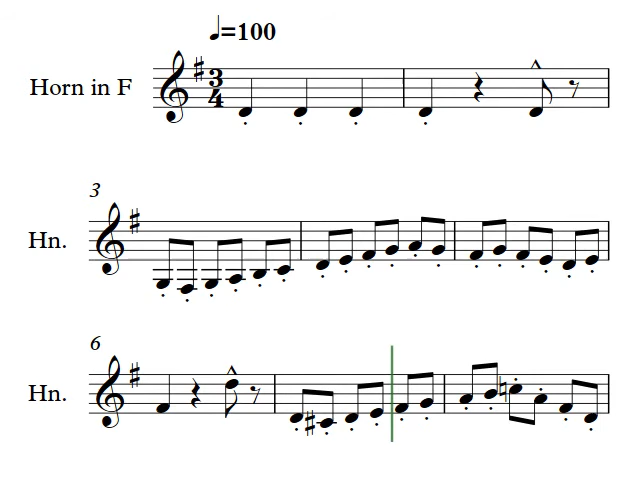 ♩=100
Horn in F
3
4
3
Hn.
6
Hn.